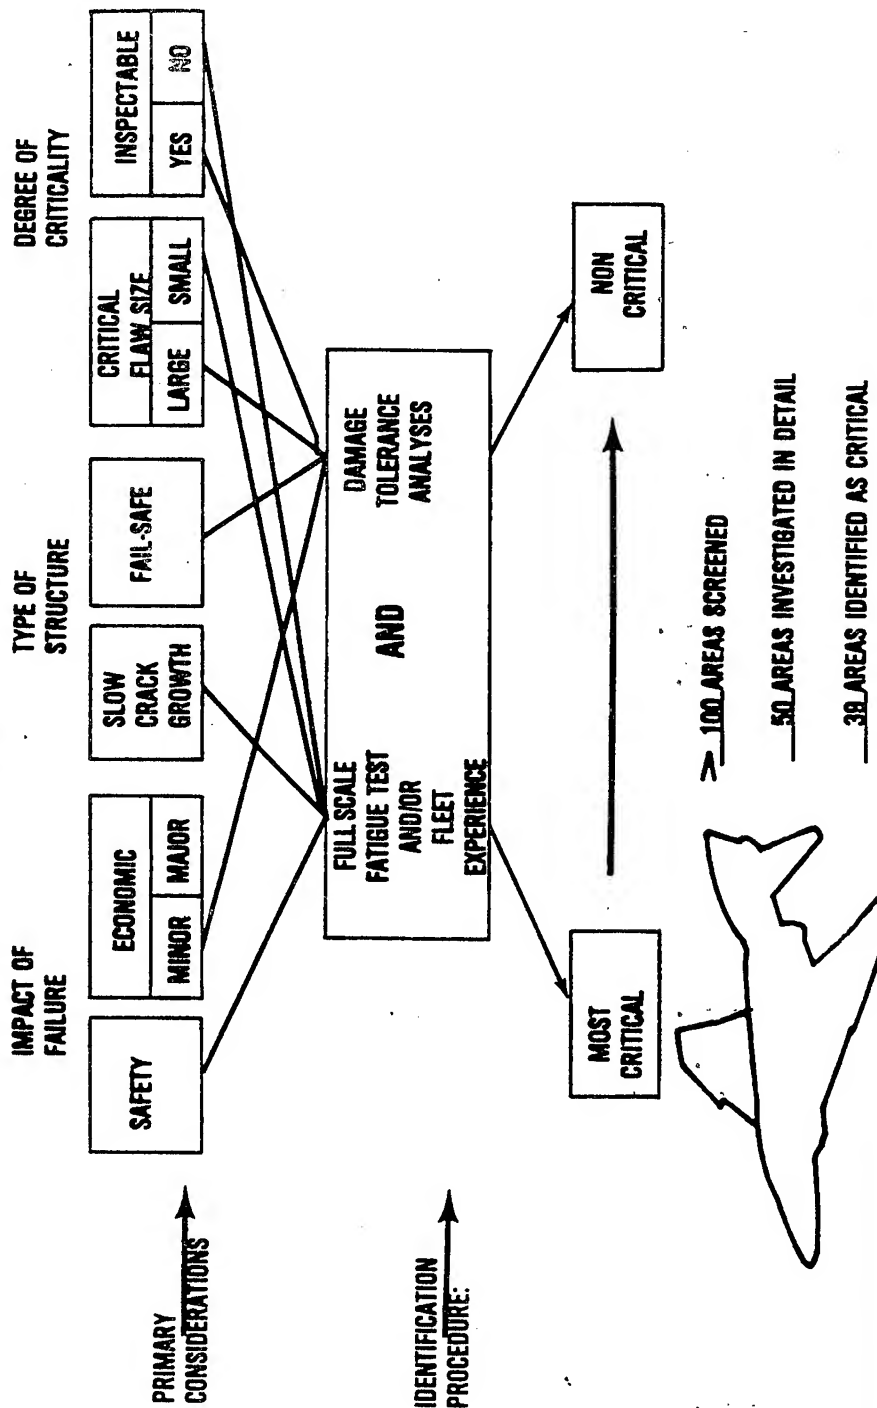 IMPACT OF
FAILURE
TYPE OF
STRUCTURE
DEGREE OF
CRITICALITY
PRIMARY
CONSIDERATIONS
SAFETY
ECONOMIC
MINOR
MAJOR
SLOW
CRACK
GROWTH
FAIL-SAFE
CRITICAL
FLAW SIZE
LARGE
SMALL
INSPECTABLE
YES
NO
IDENTIFICATION
PROCEDURE:
FULL SCALE
FATIGUE TEST
AND/OR
FLEET
EXPERIENCE
AND
DAMAGE
TOLERANCE
ANALYSES
MOST
CRITICAL
NON
CRITICAL
> 100 AREAS SCREENED
50 AREAS INVESTIGATED IN DETAIL
39 AREAS IDENTIFIED AS CRITICAL